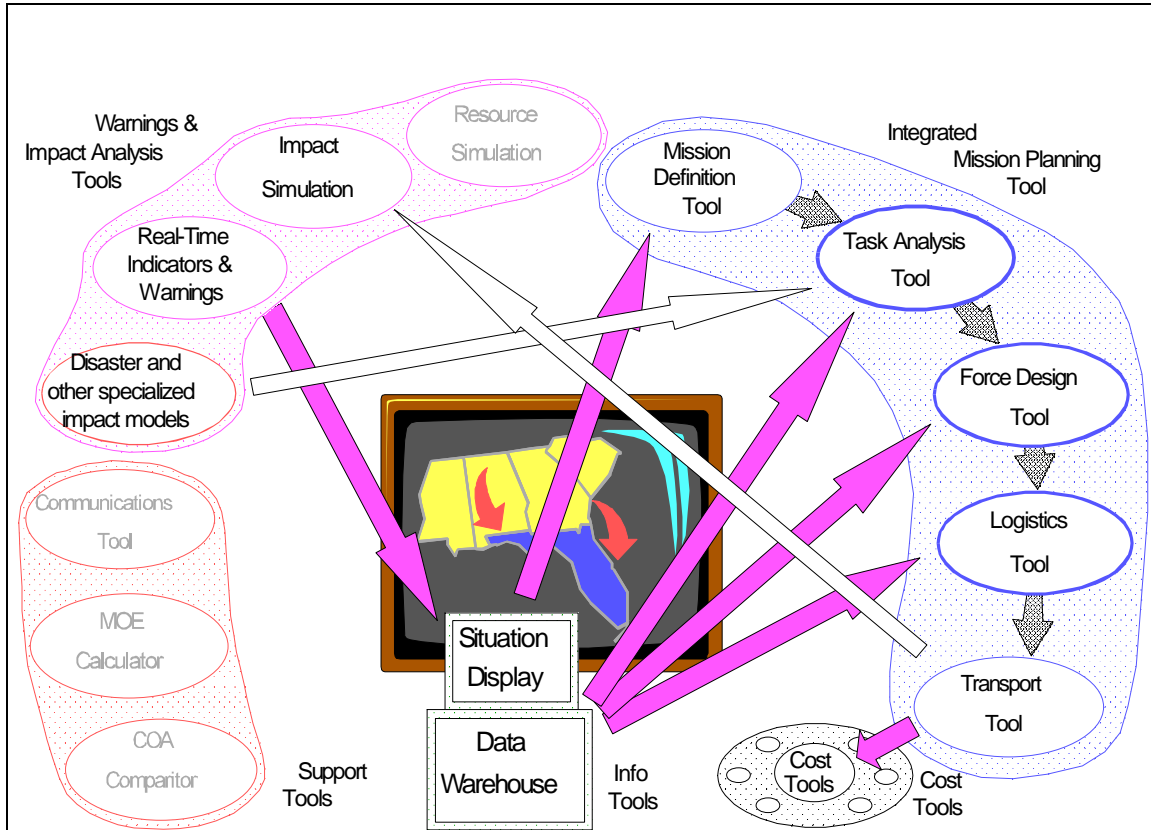 Warnings &
Impact Analysis
Tools
Resource
Simulation
Impact
Simulation
Real-Time
Indicators &
Warnings
Disaster and
other specialized
impact models
Integrated
Mission Planning
Tool
Mission
Definition
Tool
Task Analysis
Tool
Force Design
Tool
Logistics
Tool
Transport
Tool
Communications
Tool
MOE
Calculator
COA
Comparitor
Support
Tools
Situation
Display
Data
Warehouse
Info
Tools
Cost
Tools
Cost
Tools